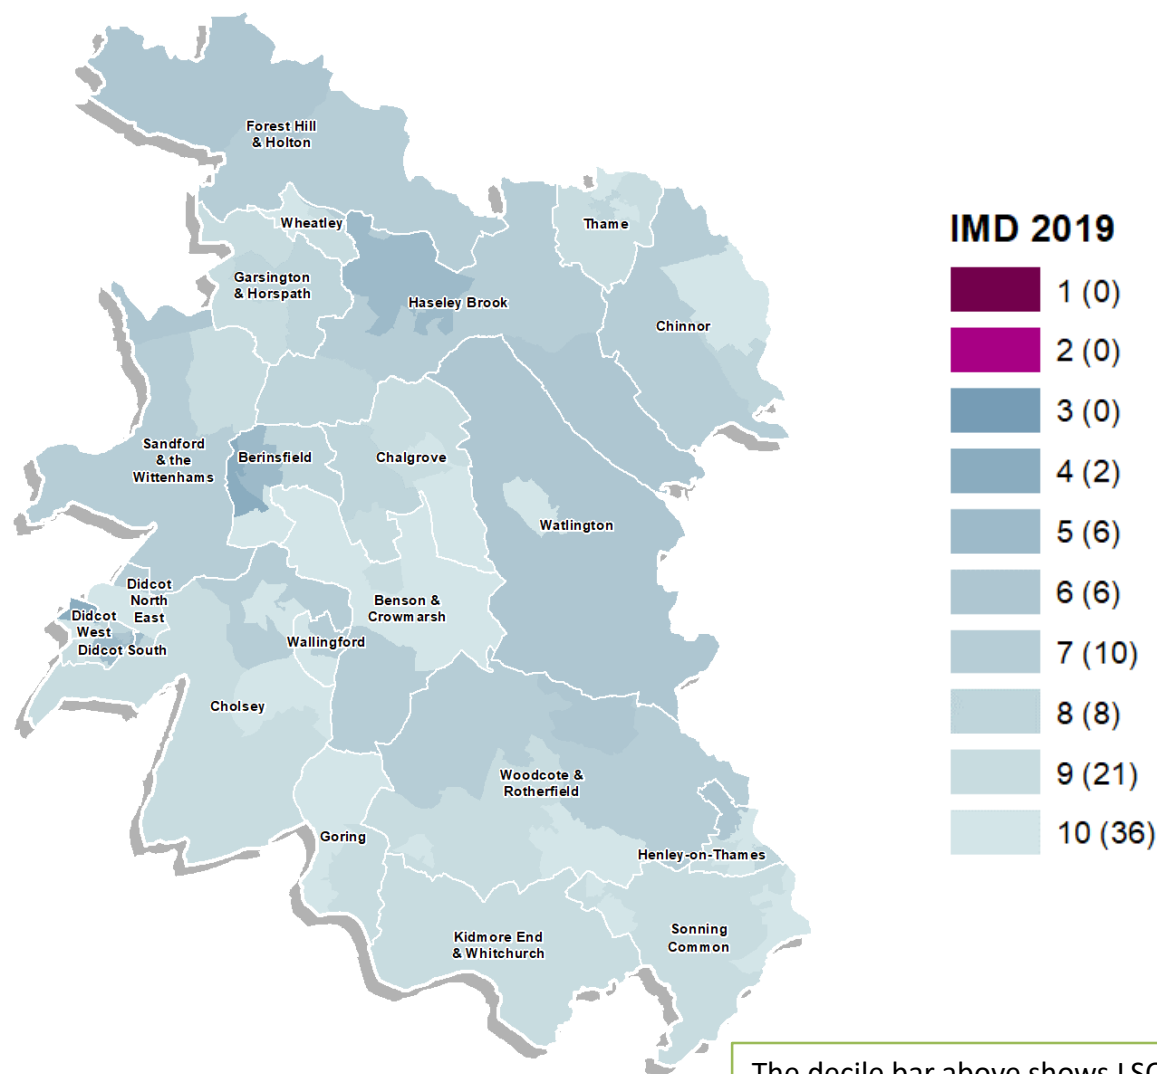 Forest Hill
& Holton
Wheatley
Thame
Garsington
& Horspath
Haseley Brook
Chinnor
Sandford
& the
Wittenhams
Berinsfield
Chalgrove
Watlington
Didcot
North
East
Didcot
West
Didcot South
Benson &
Crowmarsh
Wallingford
Cholsey
Woodcote &
Rotherfield
Goring
Henley-on-Thames
Kidmore End
& Whitchurch
Sonning
Common
IMD 2019
1 (0)
2 (0)
3 (0)
4 (2)
5 (6)
6 (6)
7 (10)
8 (8)
9 (21)
10 (36)
The decile bar above shows